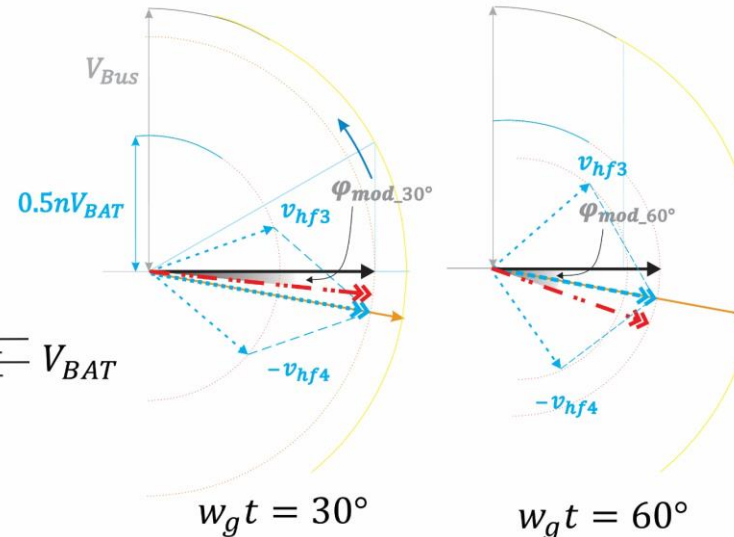 V_Bus
0.5nV_BAT
v_hf3
φ_mod_30°
-v_hf4
V_BAT
w_g t = 30°
v_hf3
φ_mod_60°
-v_hf4
w_g t = 60°